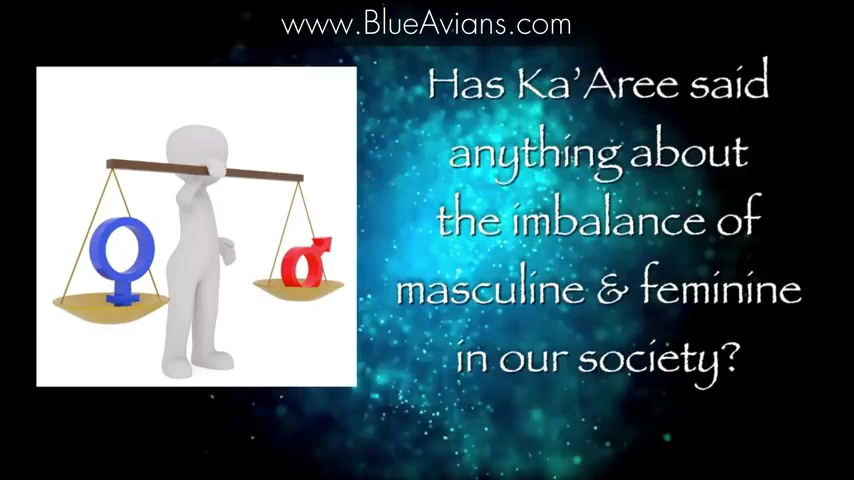 www.BlueAvians.com
Has Ka'Aree said
anything about
the imbalance of
masculine & feminine
in our society?